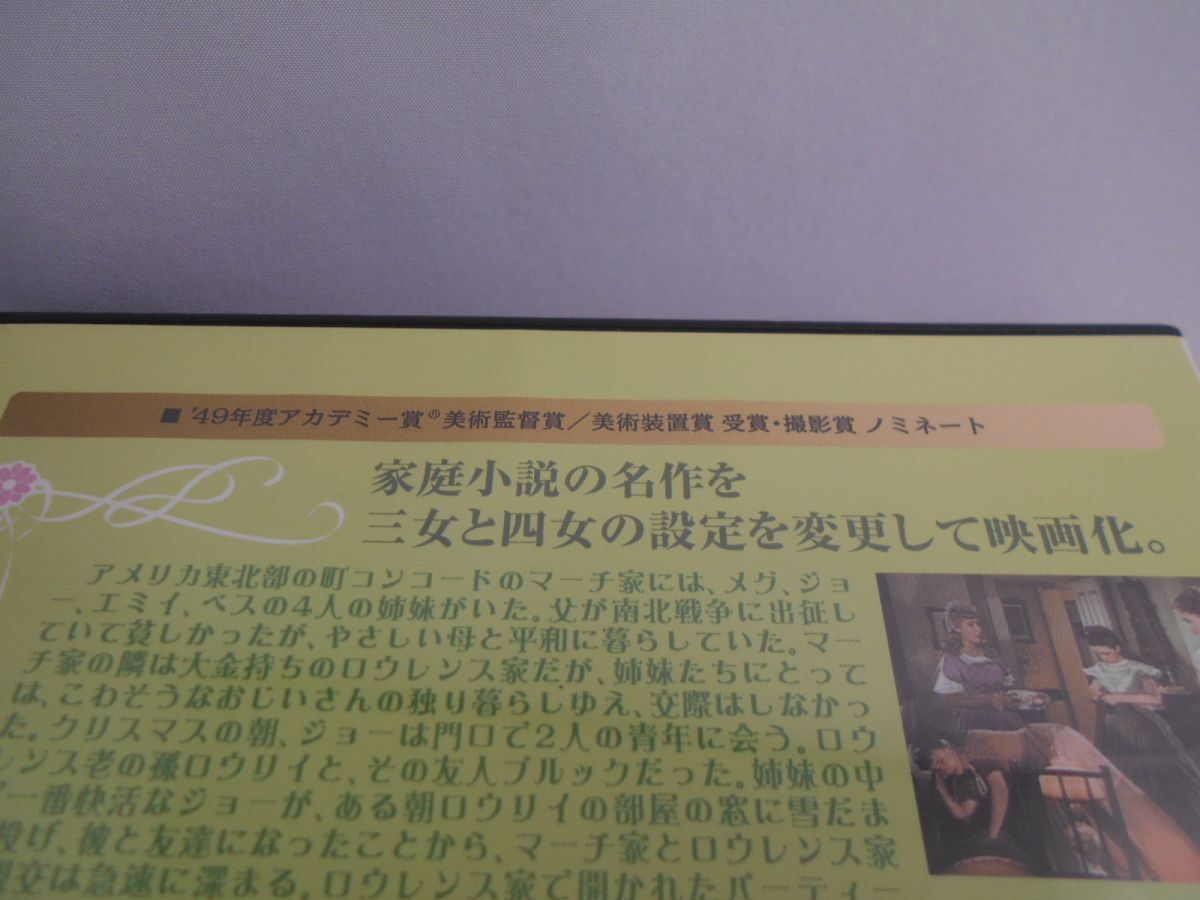 ■ '49年度アカデミー賞®美術監督賞/美術装置賞 受賞・撮影賞 ノミネート
家庭小説の名作を
三女と四女の設定を変更して映画化。
アメリカ東北部の町コンコードのマーチ家には、メグ、ジョ
ー、エミイ、ベスの4人の姉妹がいた。父が南北戦争に出征し
ていて貧しかったが、やさしい母と平和に暮らしていた。マー
チ家の隣は大金持ちのロウレンス家だが、姉妹たちにとって
は、こわそうなおじいさんの独り暮らしゆえ、交際はしなかっ
た。クリスマスの朝、ジョーは門口で2人の青年に会う。ロウ
レンス老の孫ロウリイと、その友人ブルックだった。姉妹の中
一番快活なジョーが、ある朝ロウリイの部屋の窓に雪だま
投げ、彼と友達になったことから、マーチ家とロウレンス家
親交は急速に深まる。ロウレンス家で開かれたパーティー